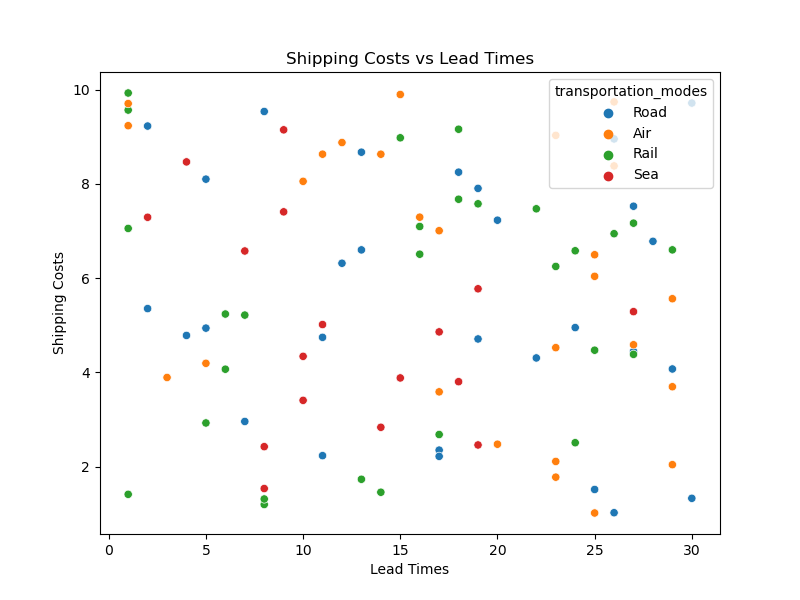 Shipping Costs vs Lead Times
transportation_modes
Road
Air
Rail
Sea
Shipping Costs
10
8
6
4
2
0 5 10 15 20 25 30
Lead Times